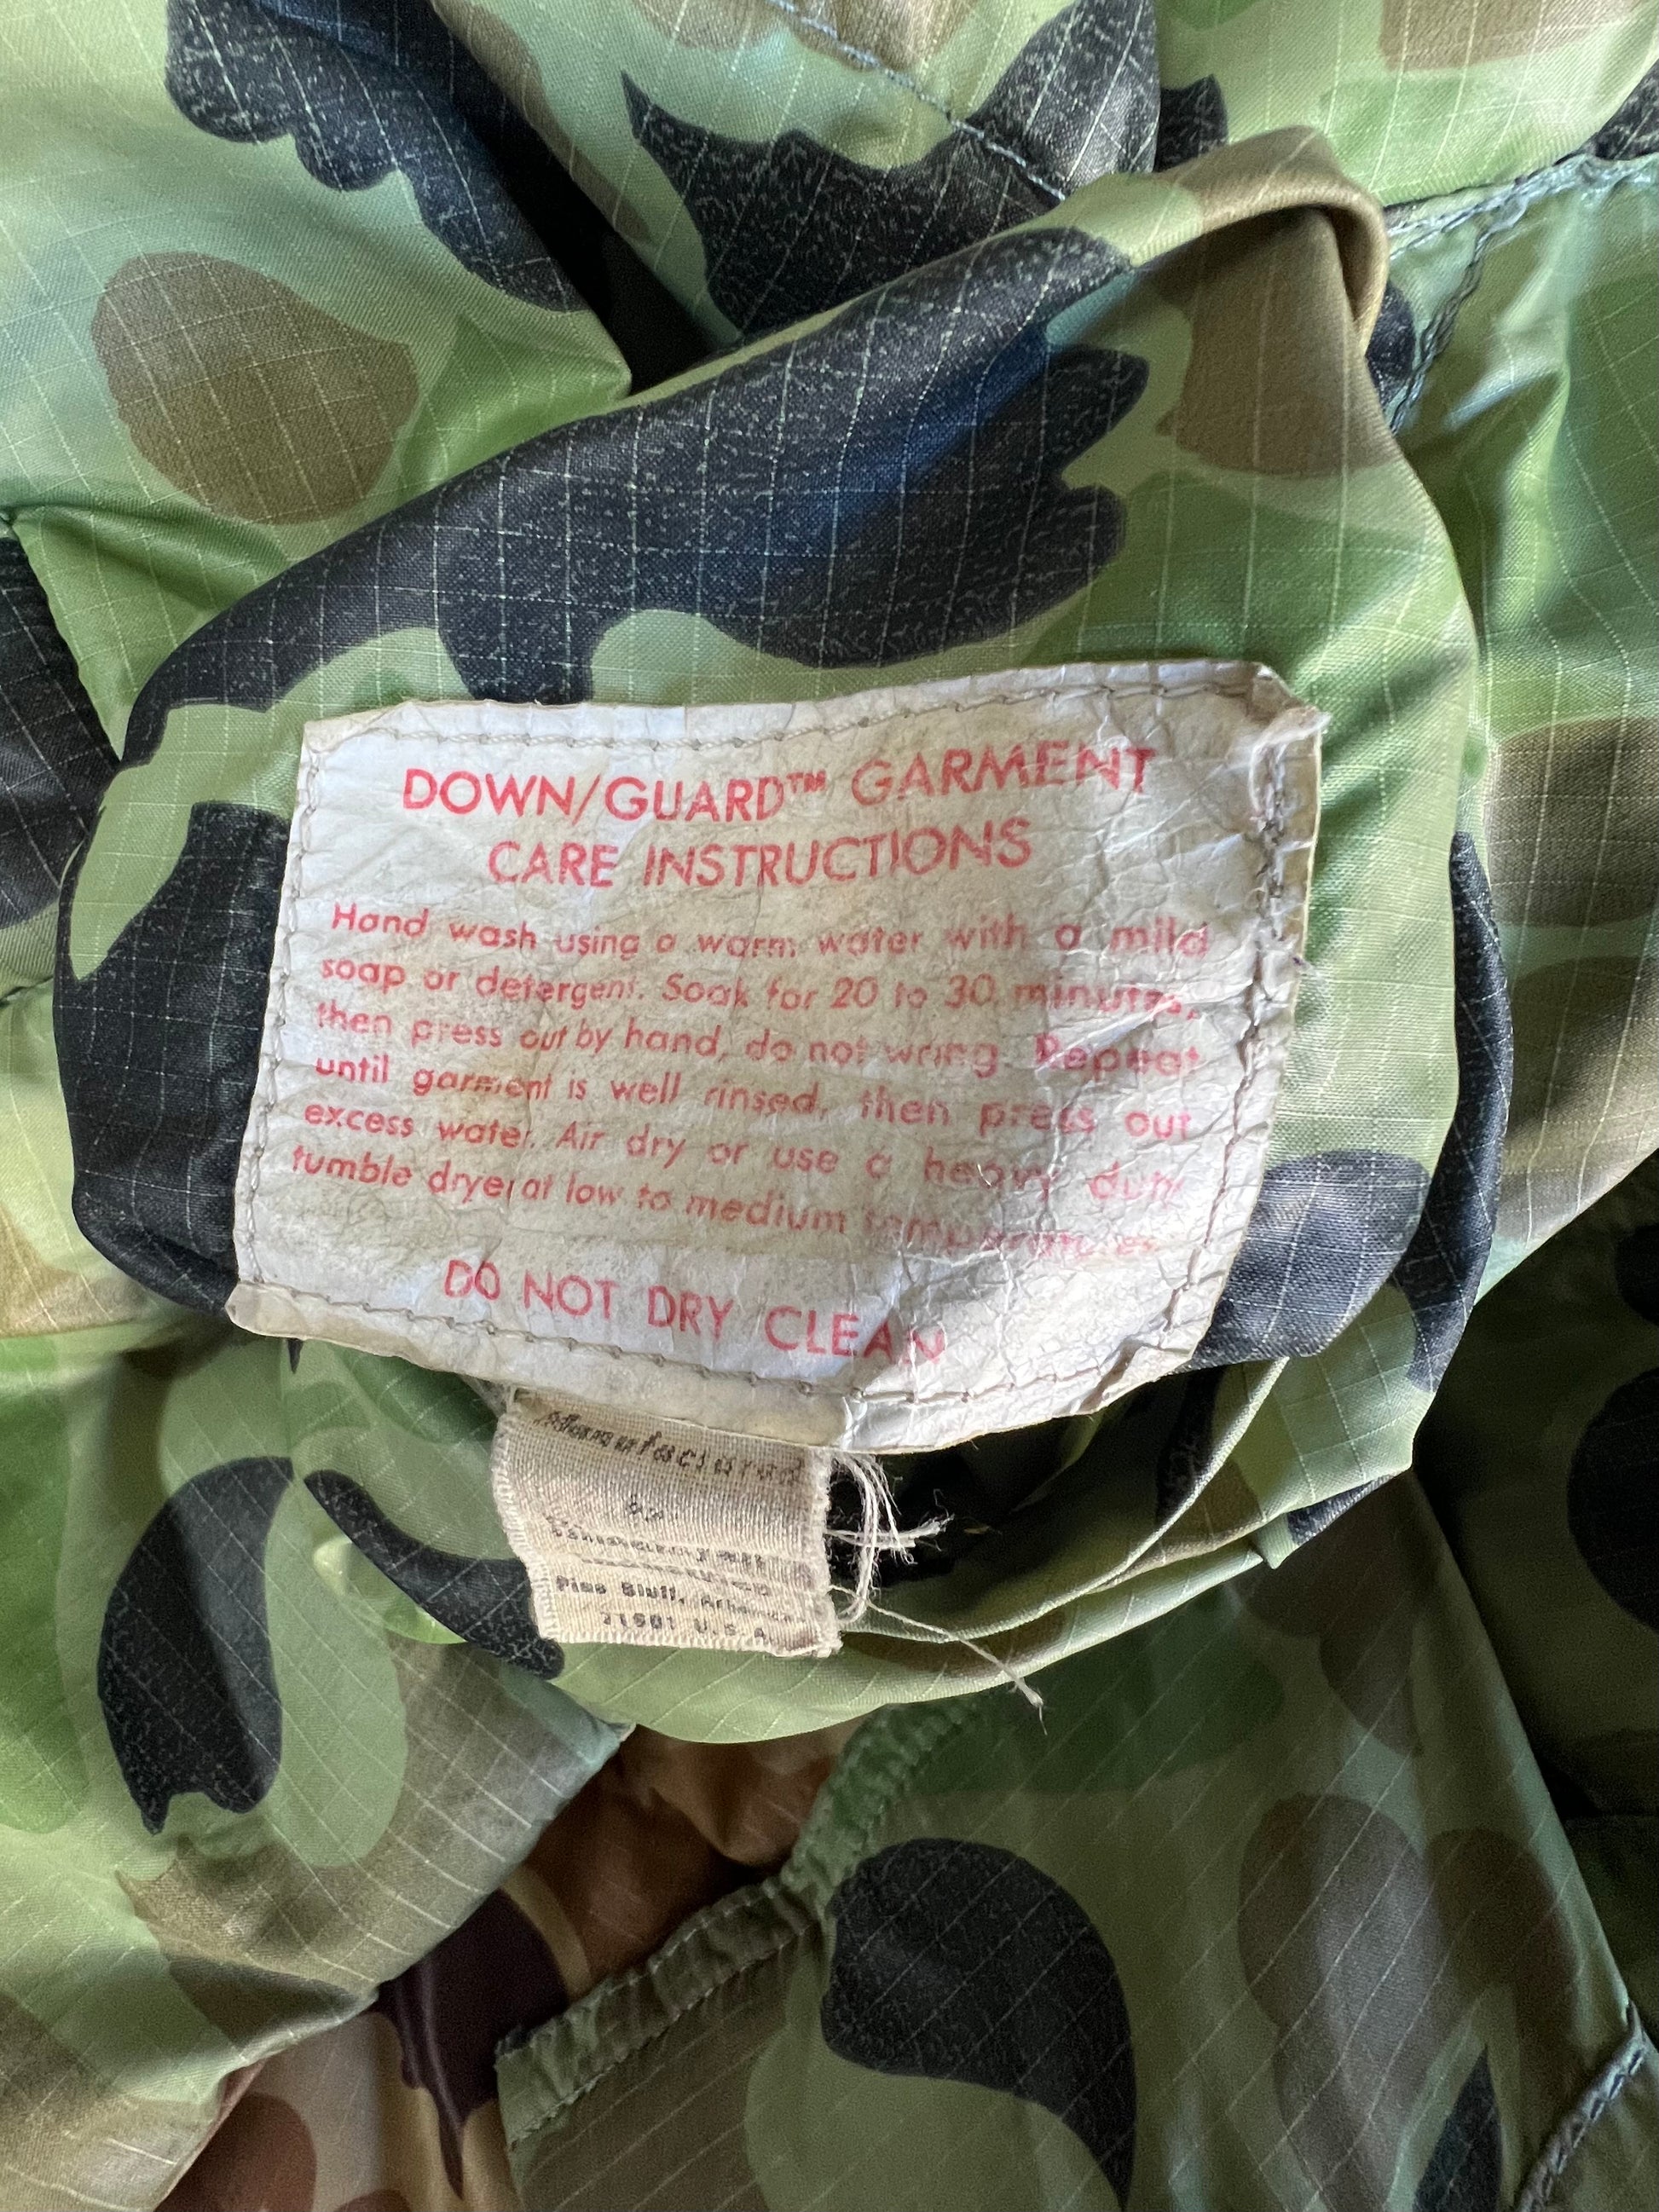 DOWN/GUARD™ GARMENT
CARE INSTRUCTIONS
Hand wash using a warm water with a mild
soap or detergent. Soak for 20 to 30 minutes,
then press out by hand, do not wring. Repeat
until garment is well rinsed, then press out
excess water. Air dry or use a heavy duty
tumble dryer at low to medium temperatures.
DO NOT DRY CLEAN
Manufactured
by
Pine Bluff, Arkansas
71601 U.S.A.